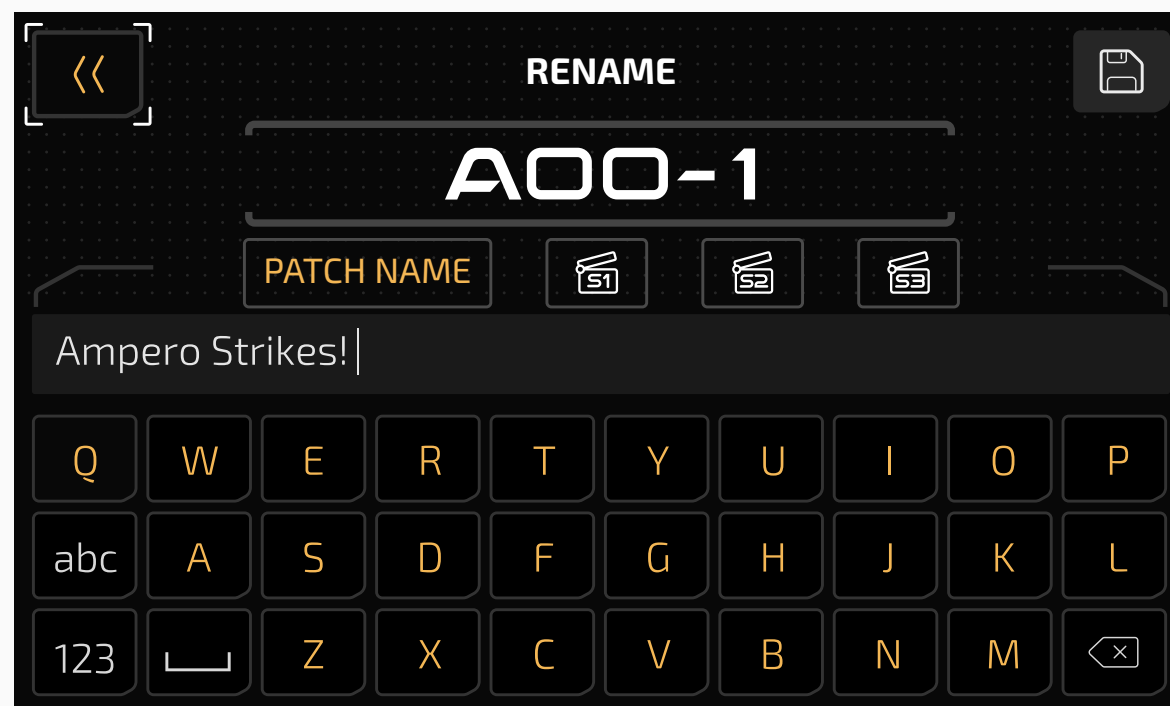 RENAME
A00-1
PATCH NAME S1 S2 S3
Ampero Strikes!
Q W E R T Y U I O P
abc A S D F G H J K L
123 Z X C V B N M